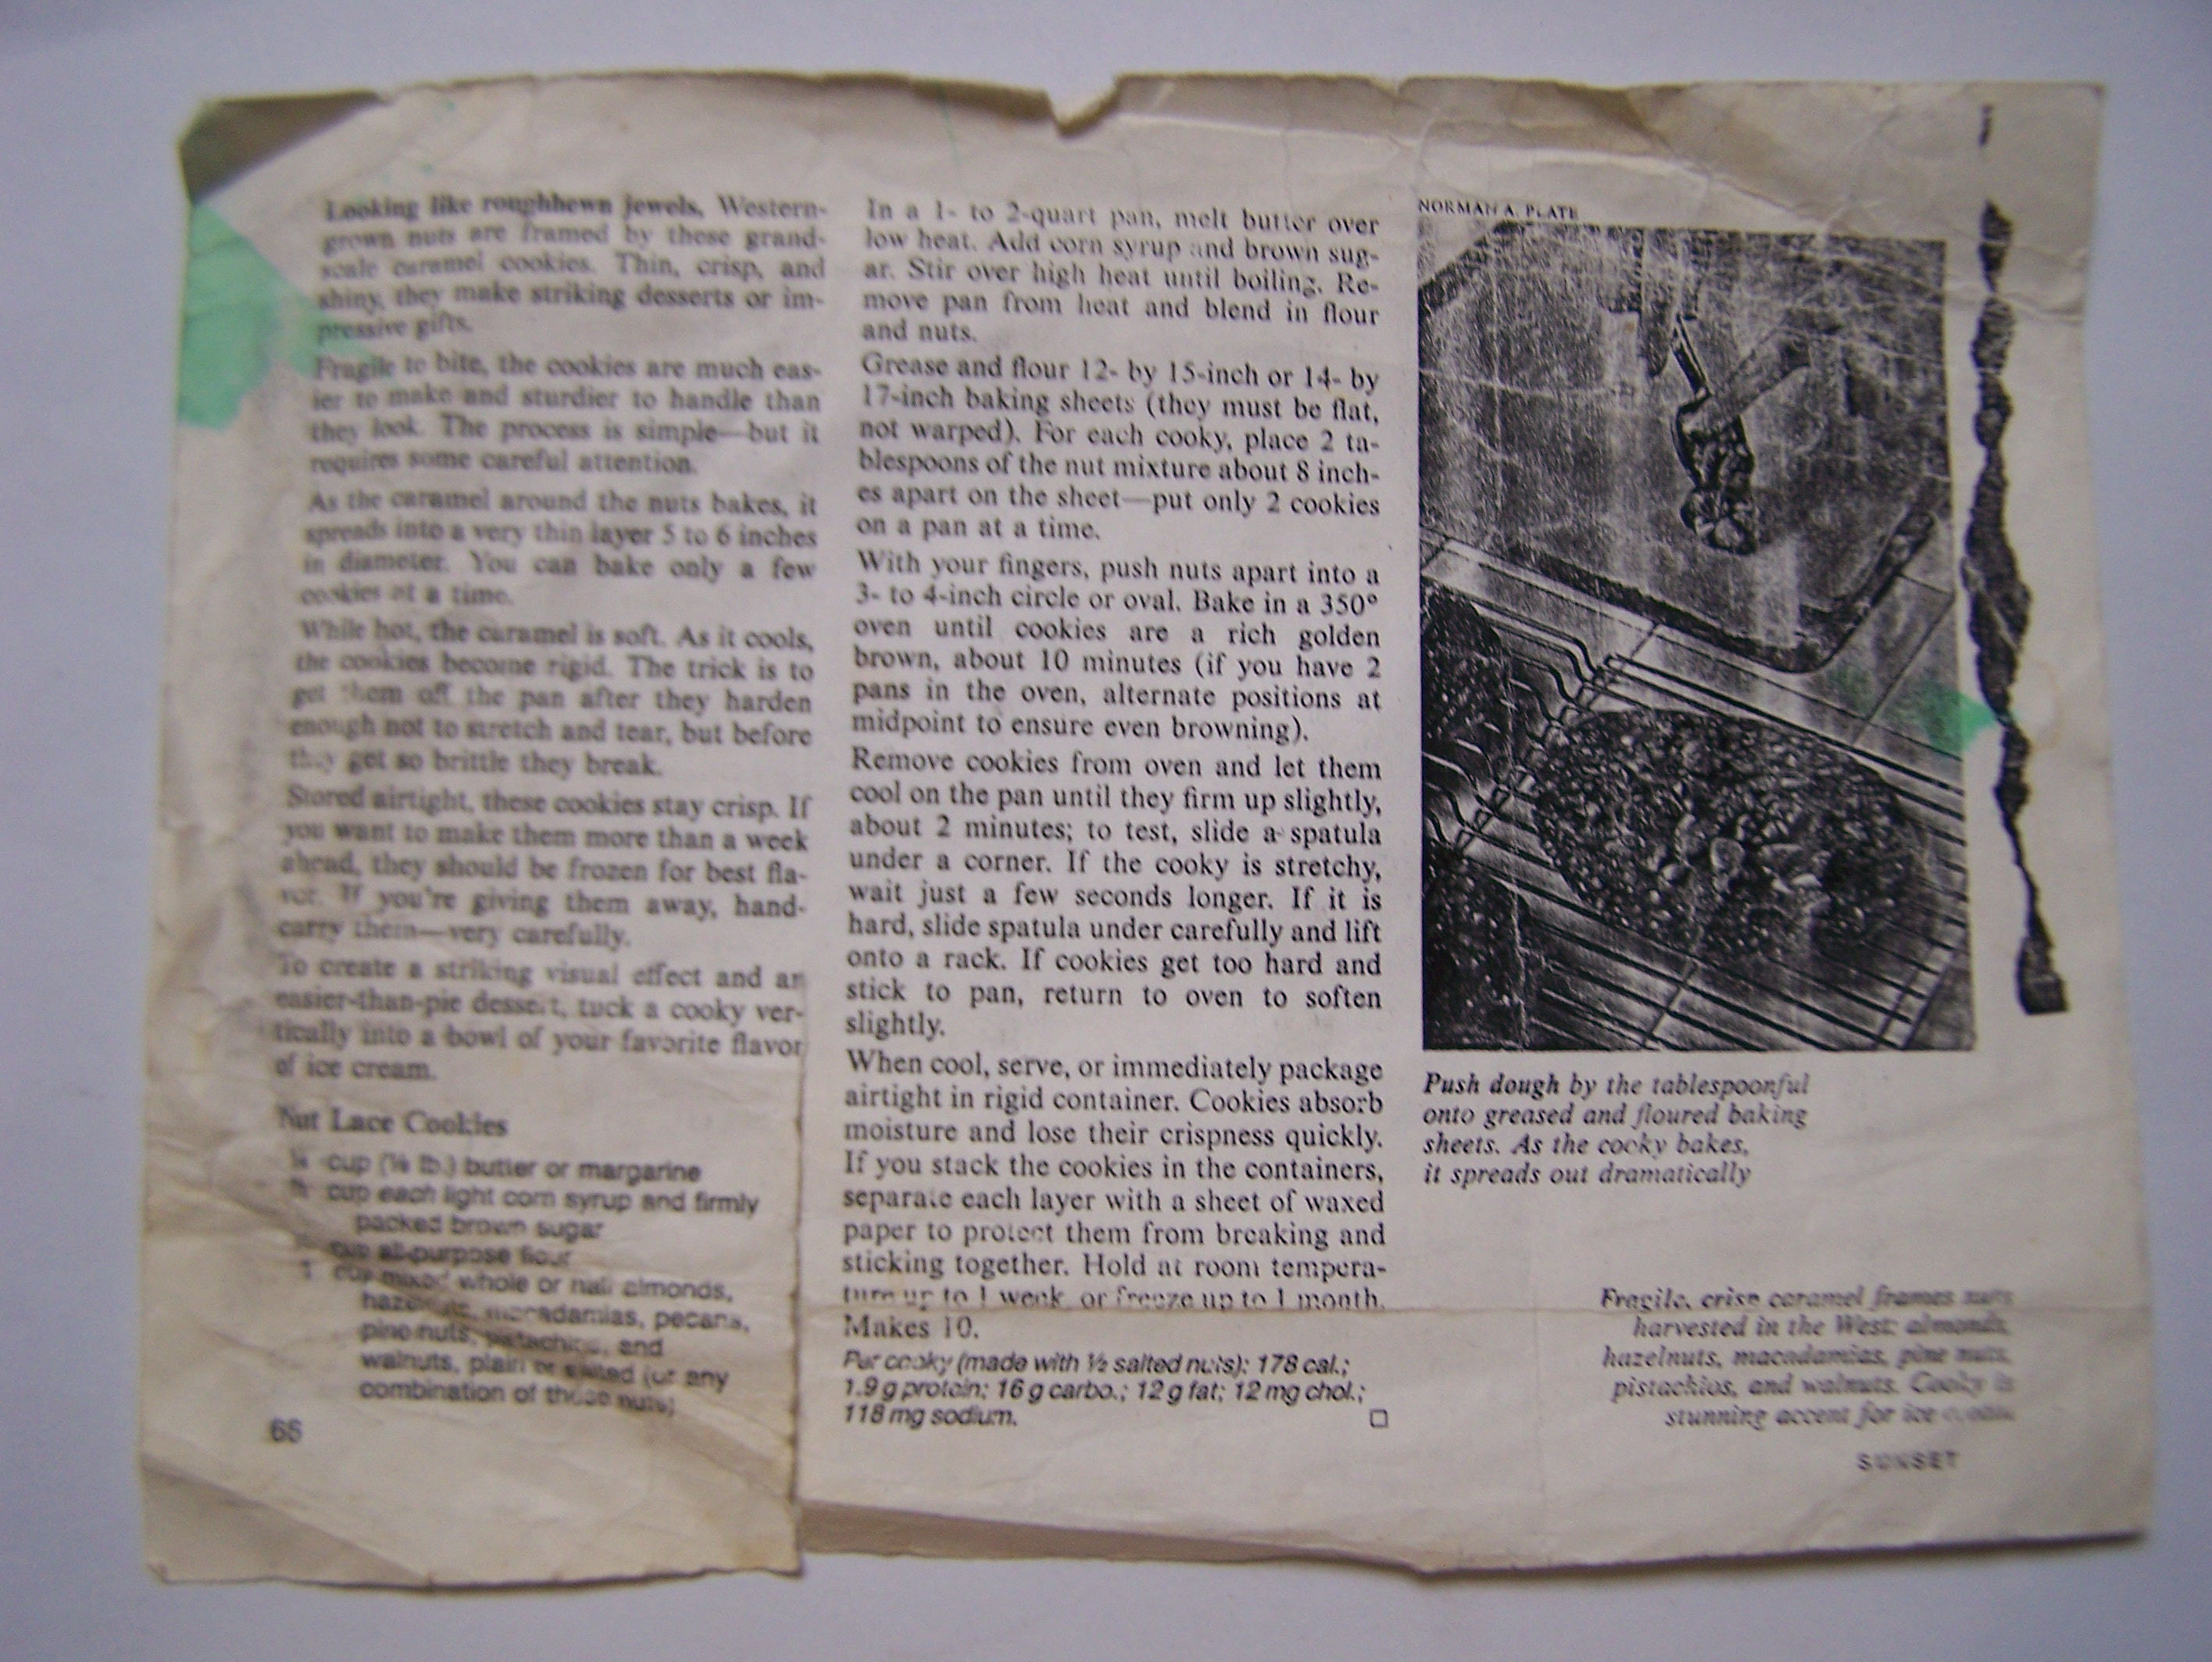 Looking like roughhewn jewels, Western-
grown nuts are framed by these grand-
scale caramel cookies. Thin, crisp, and
shiny, they make striking desserts or im-
pressive gifts.
Fragile to bite, the cookies are much eas-
ier to make and sturdier to handle than
they look. The process is simple—but it
requires some careful attention.
As the caramel around the nuts bakes, it
spreads into a very thin layer 5 to 6 inches
in diameter. You can bake only a few
cookies at a time.
While hot, the caramel is soft. As it cools,
the cookies become rigid. The trick is to
get them off the pan after they harden
enough not to stretch and tear, but before
they get so brittle they break.
Stored airtight, these cookies stay crisp. If
you want to make them more than a week
ahead, they should be frozen for best fla-
vor. If you're giving them away, hand-
carry them—very carefully.
To create a striking visual effect and an
easier-than-pie dessert, tuck a cooky ver-
tically into a bowl of your favorite flavor
of ice cream.
Nut Lace Cookies
cup (⅛ lb.) butter or margarine
cup each light corn syrup and firmly
packed brown sugar
cup all-purpose flour
1 cup mixed whole or half almonds,
hazelnuts, macadamias, pecans,
pine nuts, pistachios, and
walnuts, plain or salted (or any
combination of these nuts)
66
In a 1- to 2-quart pan, melt butter over
low heat. Add corn syrup and brown sug-
ar. Stir over high heat until boiling. Re-
move pan from heat and blend in flour
and nuts.
Grease and flour 12- by 15-inch or 14- by
17-inch baking sheets (they must be flat,
not warped). For each cooky, place 2 ta-
blespoons of the nut mixture about 8 inch-
es apart on the sheet—put only 2 cookies
on a pan at a time.
With your fingers, push nuts apart into a
3- to 4-inch circle or oval. Bake in a 350°
oven until cookies are a rich golden
brown, about 10 minutes (if you have 2
pans in the oven, alternate positions at
midpoint to ensure even browning).
Remove cookies from oven and let them
cool on the pan until they firm up slightly,
about 2 minutes; to test, slide a spatula
under a corner. If the cooky is stretchy,
wait just a few seconds longer. If it is
hard, slide spatula under carefully and lift
onto a rack. If cookies get too hard and
stick to pan, return to oven to soften
slightly.
When cool, serve, or immediately package
airtight in rigid container. Cookies absorb
moisture and lose their crispness quickly.
If you stack the cookies in the containers,
separate each layer with a sheet of waxed
paper to protect them from breaking and
sticking together. Hold at room tempera-
ture up to 1 week, or freeze up to 1 month.
Makes 10.
Per cooky (made with ½ salted nuts): 178 cal.;
1.9 g protein; 16 g carbo.; 12 g fat; 12 mg chol.;
118 mg sodium.
NORMAN A. PLATE
Push dough by the tablespoonful
onto greased and floured baking
sheets. As the cooky bakes,
it spreads out dramatically
Fragile, crisp caramel frames nuts
harvested in the West: almonds,
hazelnuts, macadamias, pine nuts,
pistachios, and walnuts. Cooky is
stunning accent for ice cream
SUNSET